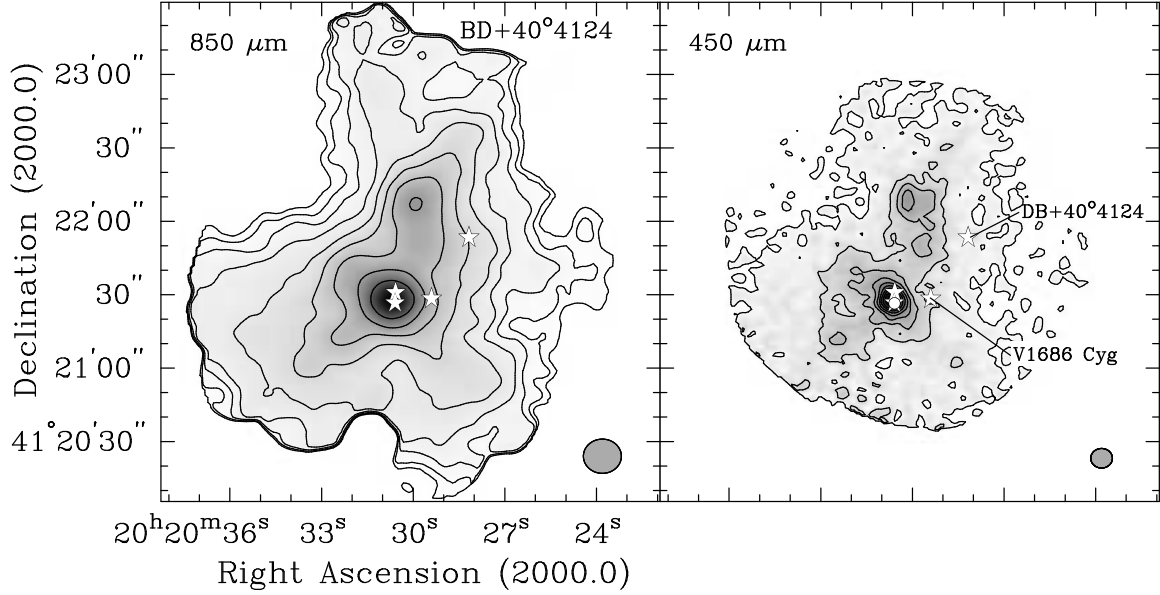 850 μm
BD+40°4124
450 μm
Declination (2000.0)
23'00"
30"
22'00"
30"
21'00"
30"
41°20'30"
DB+40°4124
V1686 Cyg
20h20m36s
33s
30s
27s
24s
Right Ascension (2000.0)